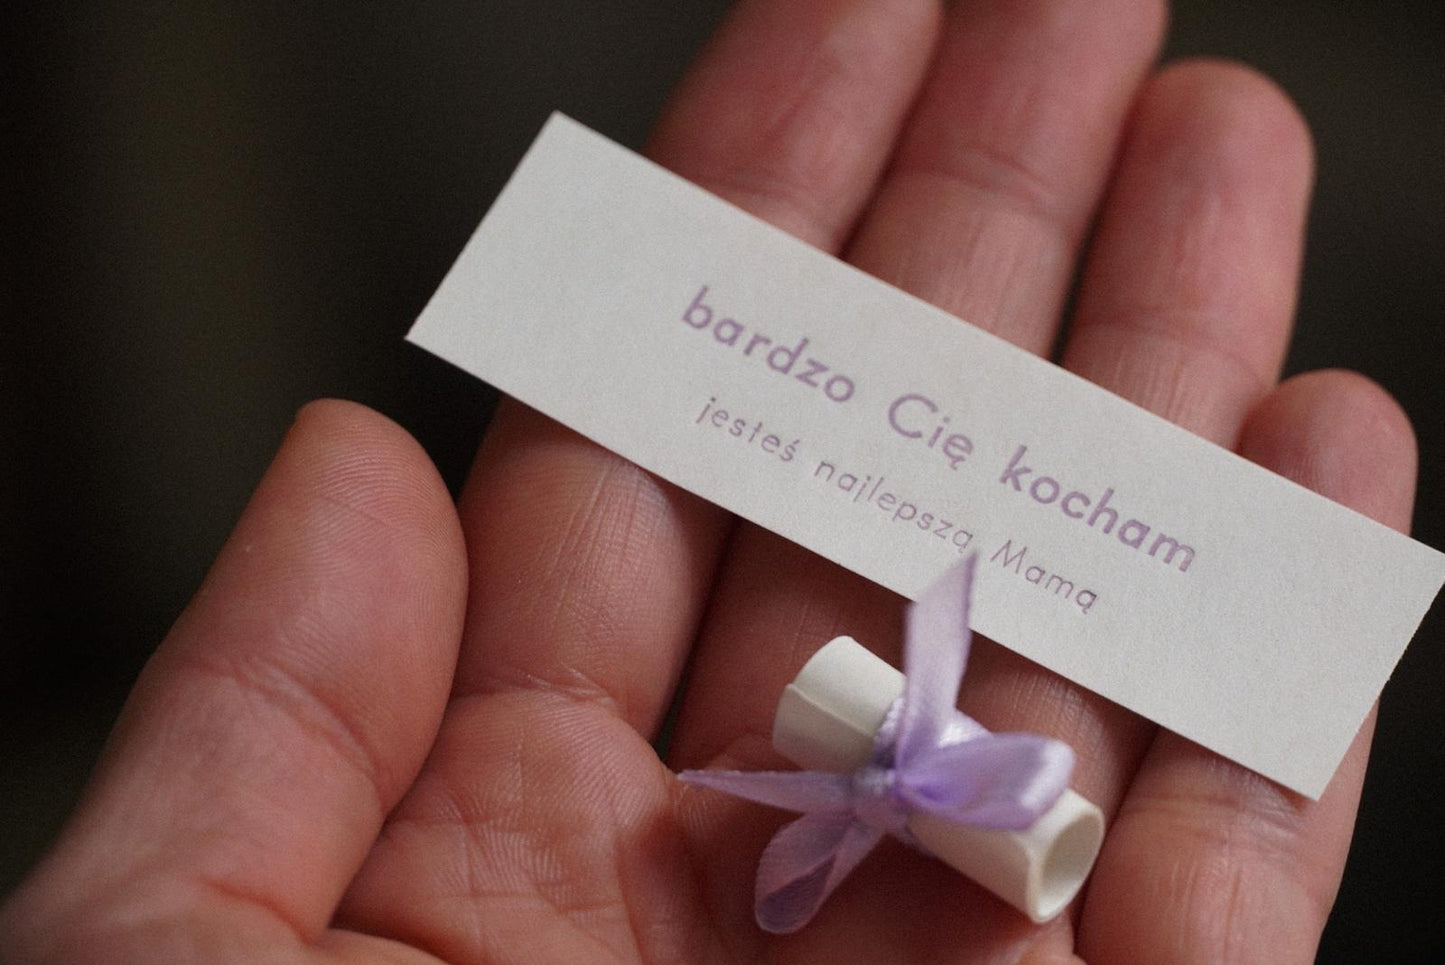 bardzo Cię kocham
jesteś najlepszą Mamą